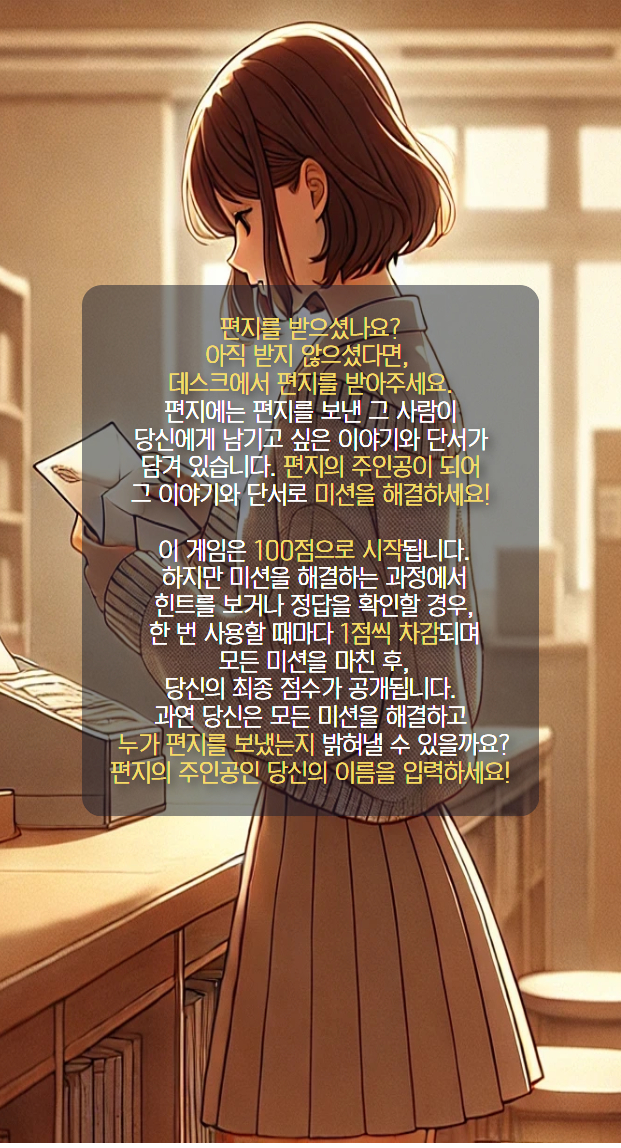 편지를 받으셨나요?
아직 받지 않으셨다면,
데스크에서 편지를 받아주세요.
편지에는 편지를 보낸 그 사람이
당신에게 남기고 싶은 이야기와 단서가
담겨 있습니다. 편지의 주인공이 되어
그 이야기와 단서로 미션을 해결하세요!
이 게임은 100점으로 시작됩니다.
하지만 미션을 해결하는 과정에서
힌트를 보거나 정답을 확인할 경우,
한 번 사용할 때마다 1점씩 차감되며
모든 미션을 마친 후,
당신의 최종 점수가 공개됩니다.
과연 당신은 모든 미션을 해결하고
누가 편지를 보냈는지 밝혀낼 수 있을까요?
편지의 주인공인 당신의 이름을 입력하세요!